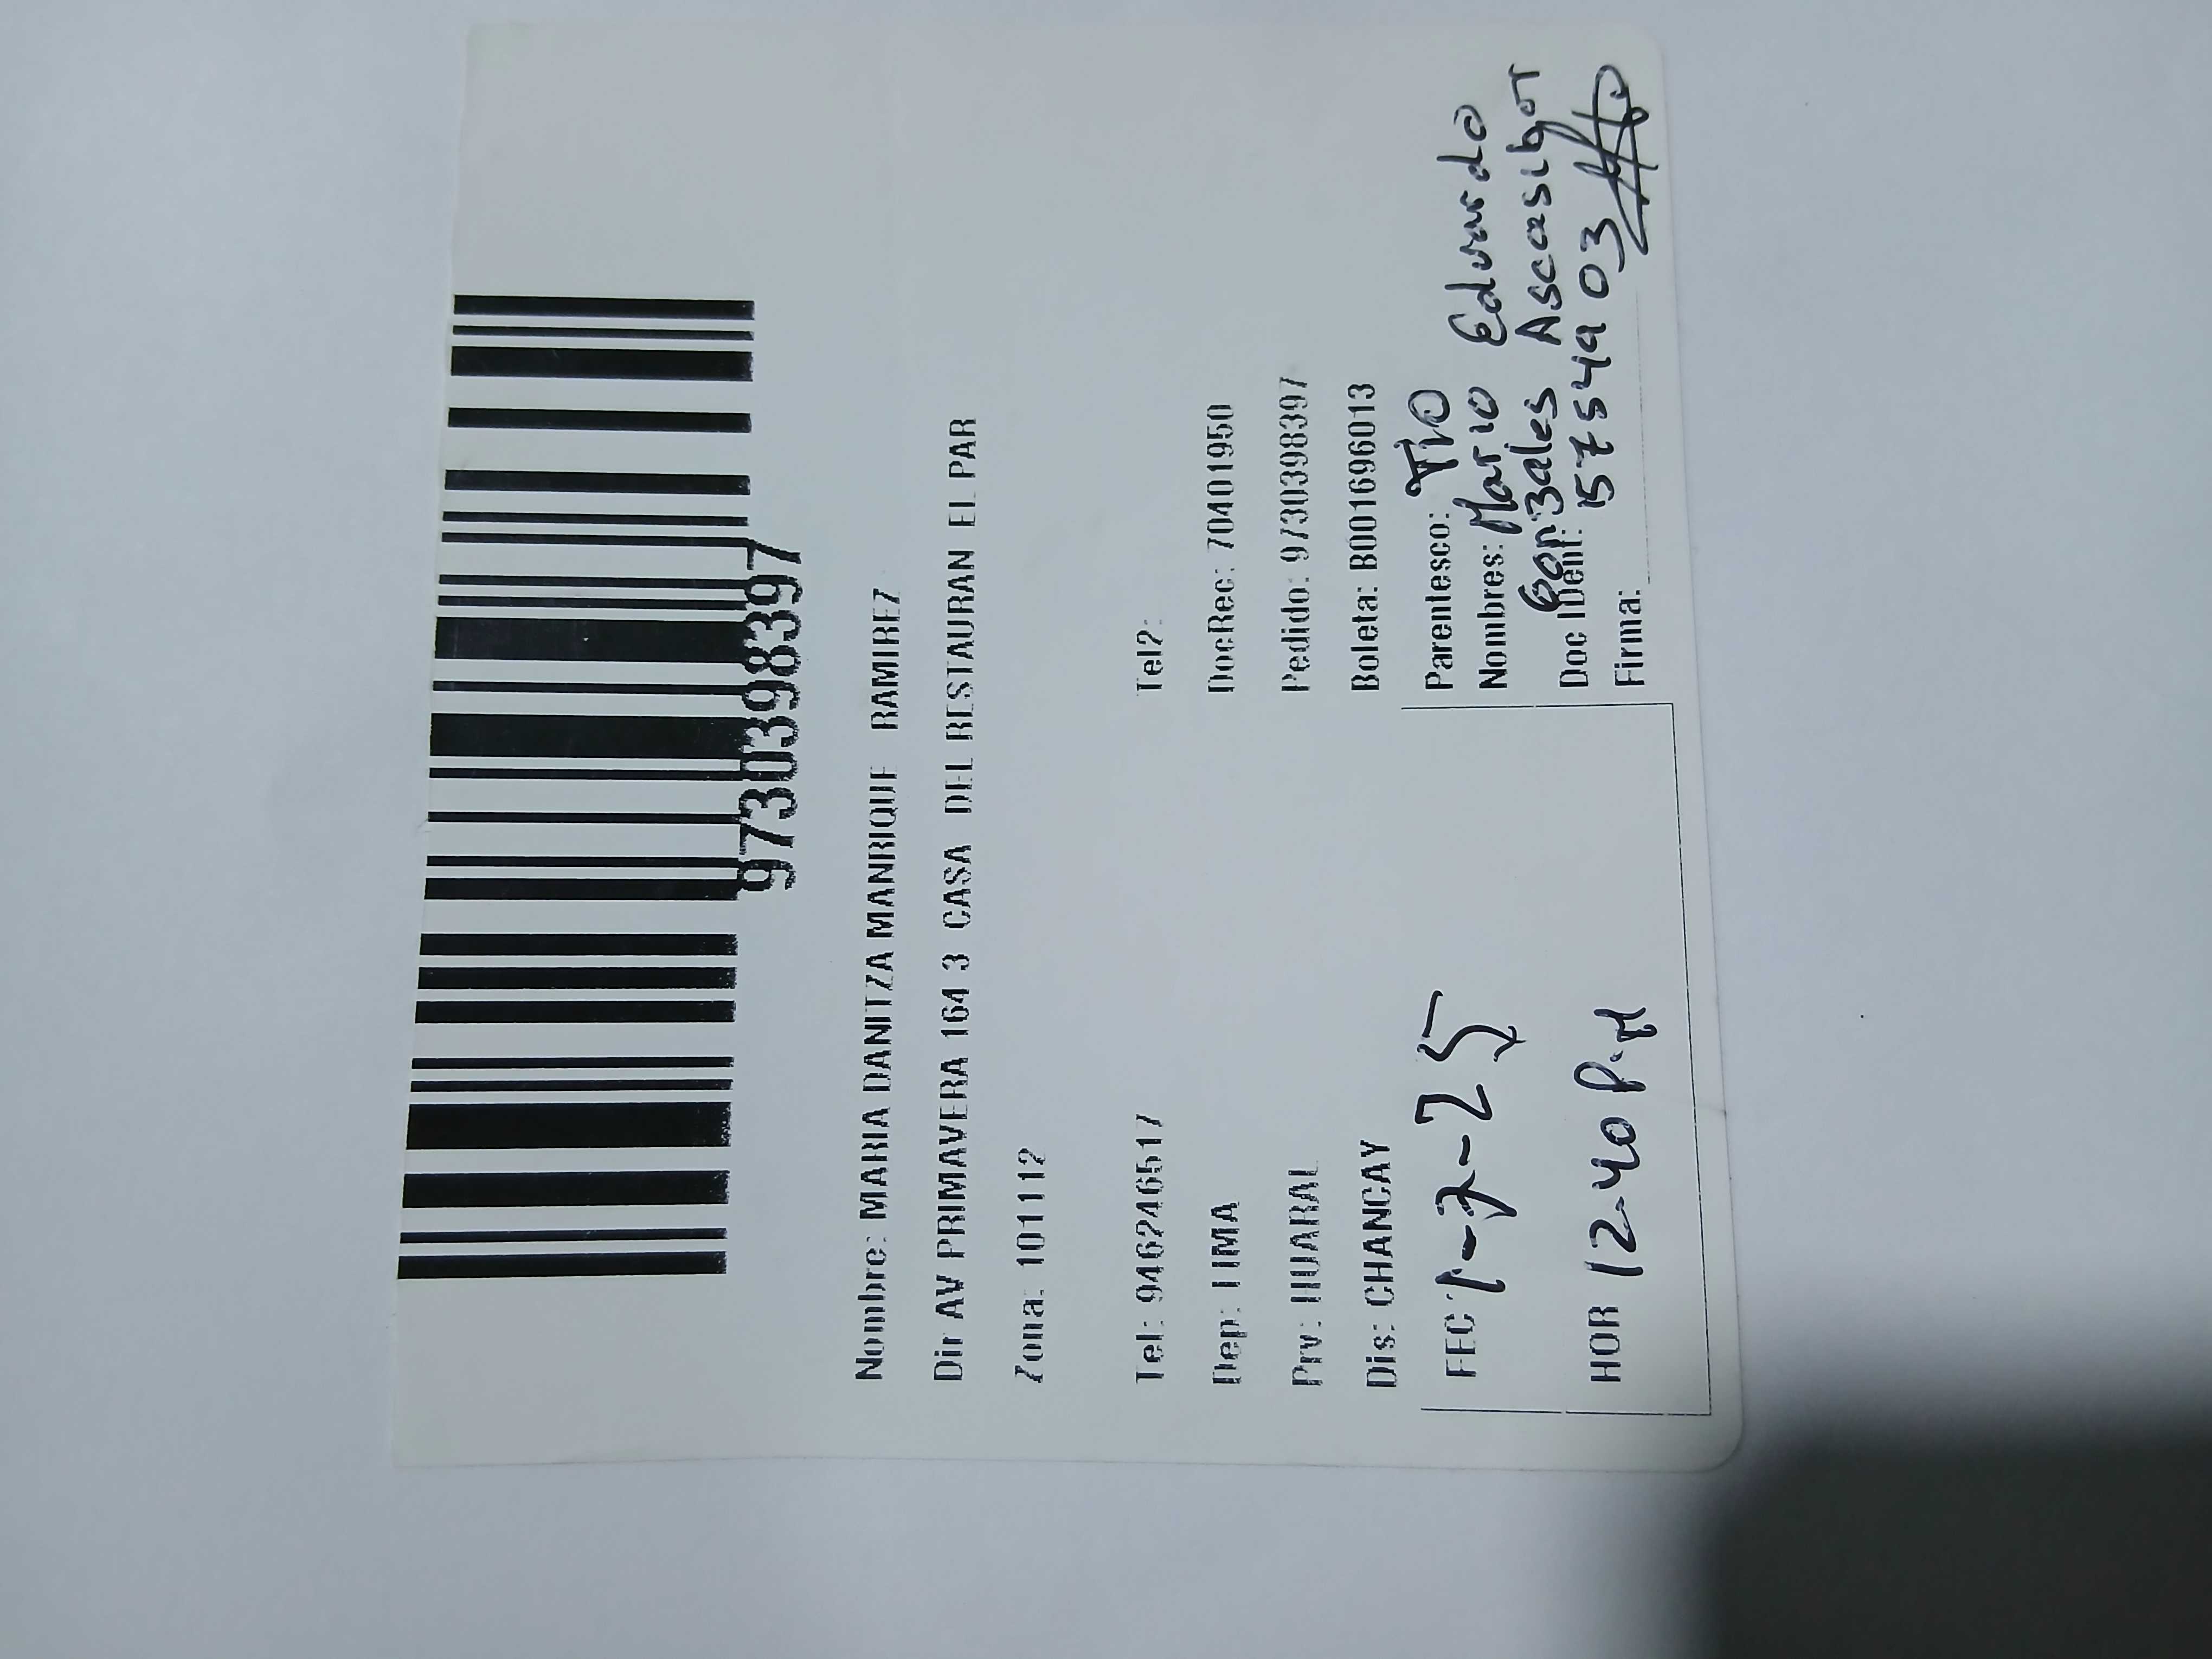 9730398397
Nombre: MARIA DANITZA MANRIQUE RAMIREZ
Dir AV PRIMAVERA 164 3 CASA DEL RESTAURAN EL PAR
Zona: 101112
Tel: 946246517 Tel2:
Dep: LIMA DocRec: 70401950
Prv: HUARAL Pedido: 9730398397
Dis: CHANCAY Boleta: B001696013
FEC 1-7-25 Parentesco: TIO
Nombres: Mario Eduardo
Gonzales Ascasibar
HOR 12-40 P.M Doc Ident: 15754903
Firma: